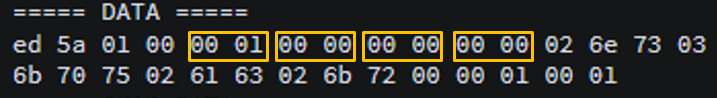 ===== DATA =====
ed 5a 01 00 00 01 00 00 00 00 00 00 02 6e 73 03
6b 70 75 02 61 63 02 6b 72 00 00 01 00 01